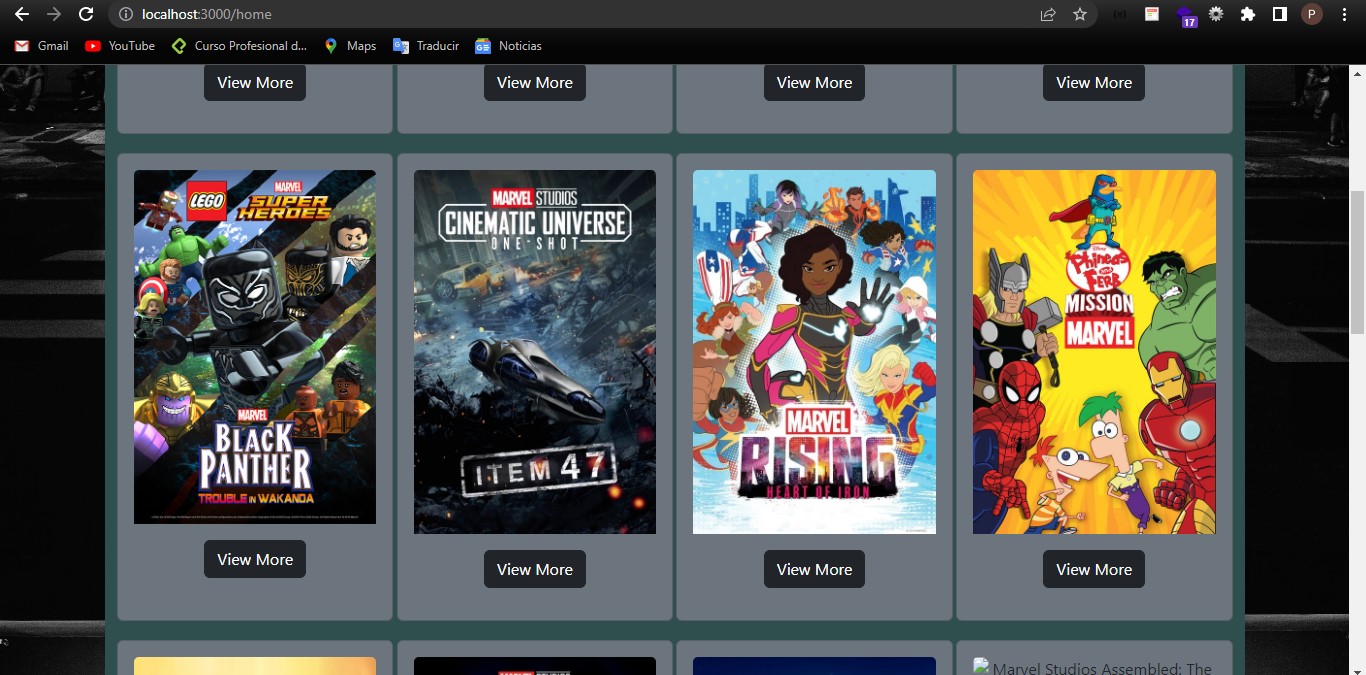 localhost:3000/home
17
P
Gmail
YouTube
Curso Profesional d...
Maps
Traducir
Noticias
View More
View More
View More
View More
LEGO
MARVEL
SUPER
HEROES
MARVEL
BLACK
PANTHER
TROUBLE IN WAKANDA
View More
MARVEL STUDIOS
CINEMATIC UNIVERSE
ONE-SHOT
ITEM 47
View More
MARVEL
RISING
HEART OF IRON
View More
Disney
Phineas
and
Ferb
MISSION
MARVEL
View More
MARVEL STUDIOS
Marvel Studios Assembled: The